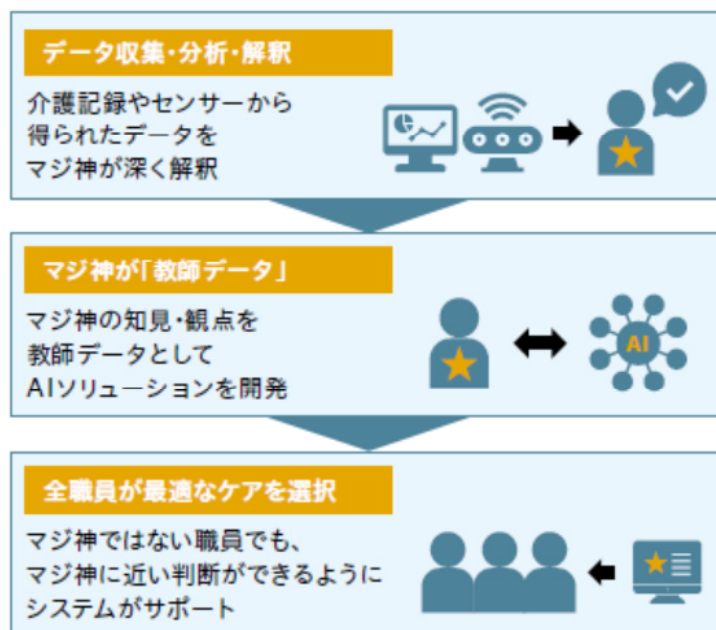 データ収集・分析・解釈
介護記録やセンサーから
得られたデータを
マジ神が深く解釈
マジ神が「教師データ」
マジ神の知見・観点を
教師データとして
AIソリューションを開発
AI
全職員が最適なケアを選択
マジ神ではない職員でも、
マジ神に近い判断ができるように
システムがサポート